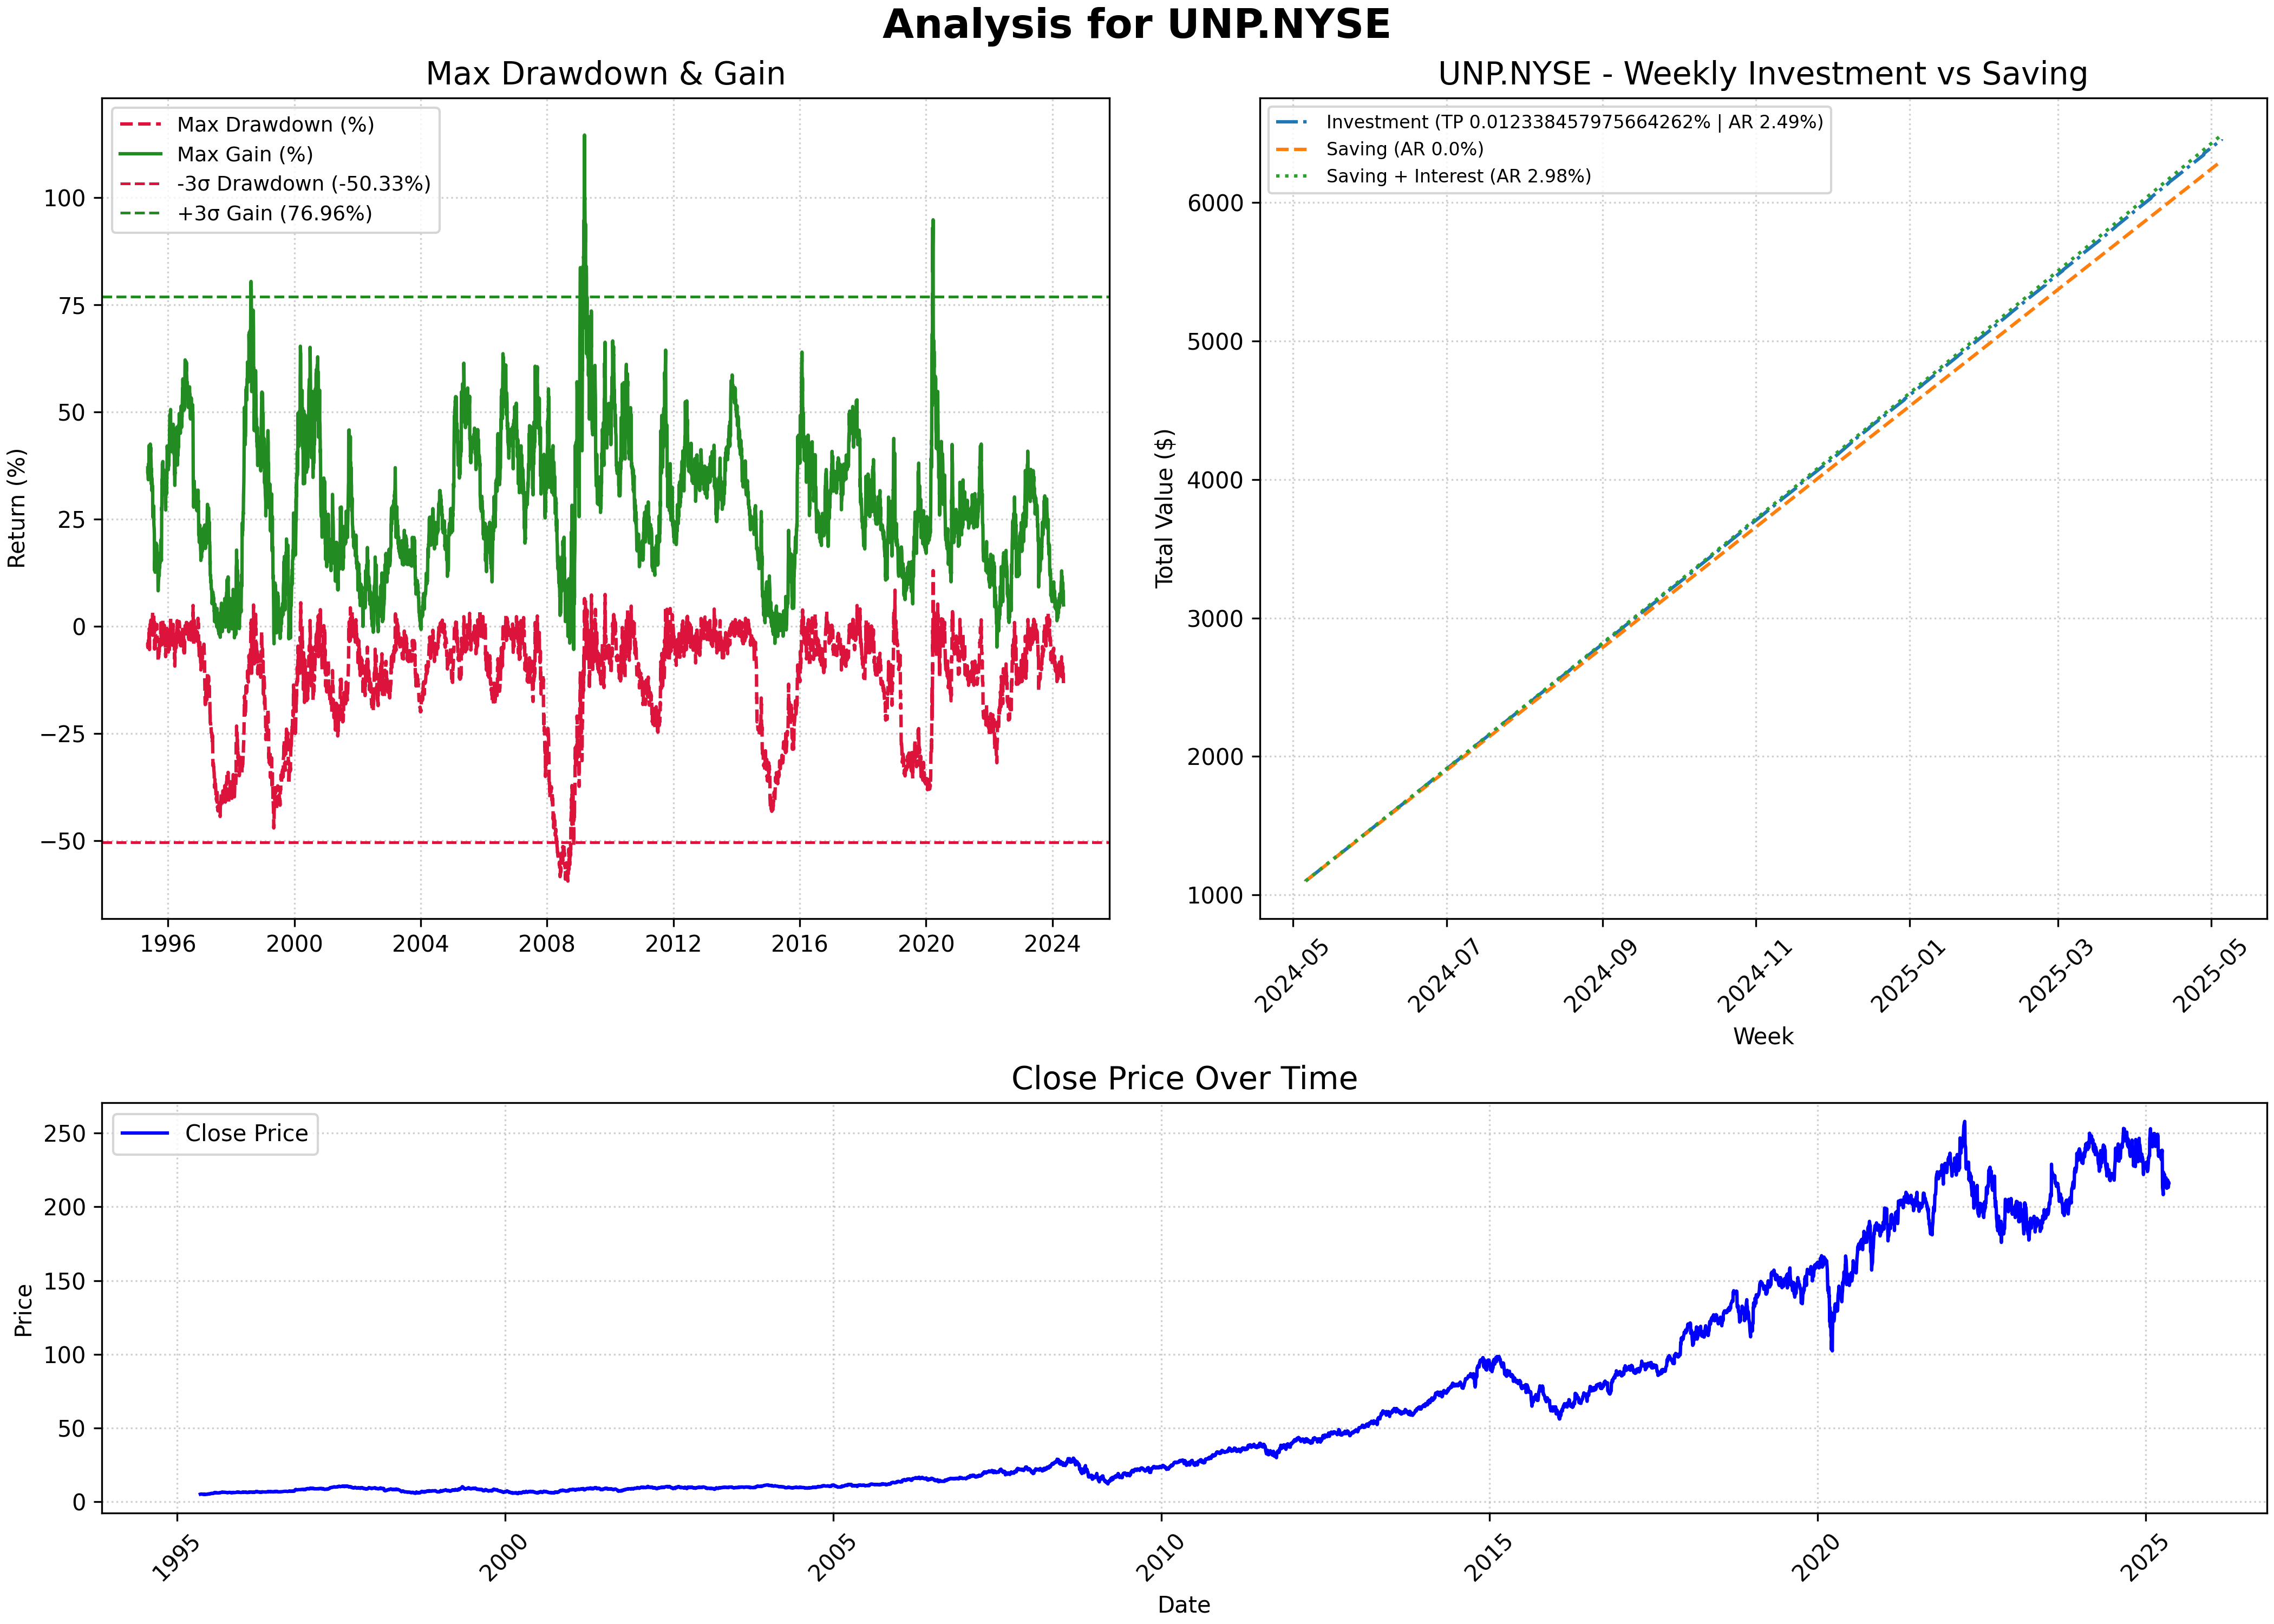 Analysis for UNP.NYSE
Max Drawdown & Gain
Max Drawdown (%)
Max Gain (%)
-3σ Drawdown (-50.33%)
+3σ Gain (76.96%)
Return (%)
100
75
50
25
0
−25
−50
1996 2000 2004 2008 2012 2016 2020 2024
UNP.NYSE - Weekly Investment vs Saving
Investment (TP 0.012338457975664262% | AR 2.49%)
Saving (AR 0.0%)
Saving + Interest (AR 2.98%)
Total Value ($)
6000
5000
4000
3000
2000
1000
2024-05 2024-07 2024-09 2024-11 2025-01 2025-03 2025-05
Week
Close Price Over Time
Close Price
Price
250
200
150
100
50
0
1995 2000 2005 2010 2015 2020 2025
Date